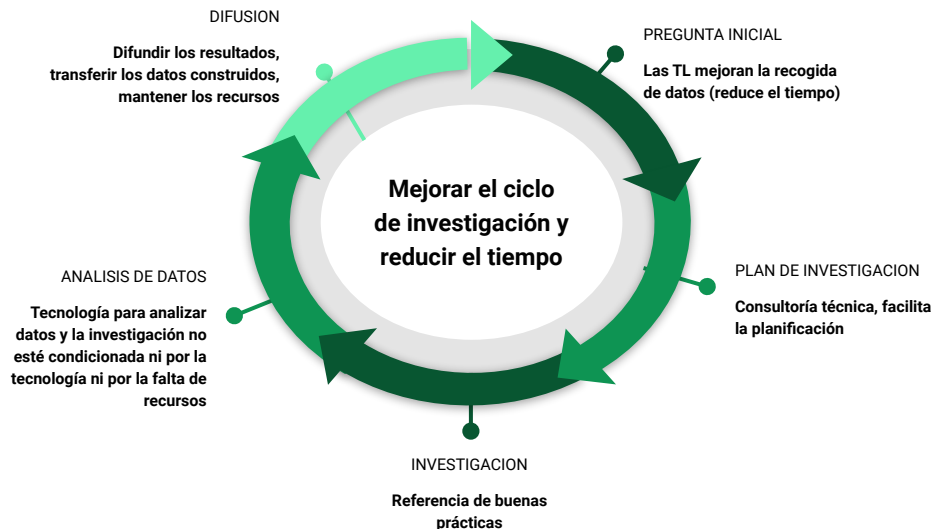 DIFUSION
Difundir los resultados,
transferir los datos construidos,
mantener los recursos
PREGUNTA INICIAL
Las TL mejoran la recogida
de datos (reduce el tiempo)
Mejorar el ciclo
de investigación y
reducir el tiempo
ANALISIS DE DATOS
Tecnología para analizar
datos y la investigación no
esté condicionada ni por la
tecnología ni por la falta de
recursos
PLAN DE INVESTIGACION
Consultoría técnica, facilita
la planificación
INVESTIGACION
Referencia de buenas
prácticas